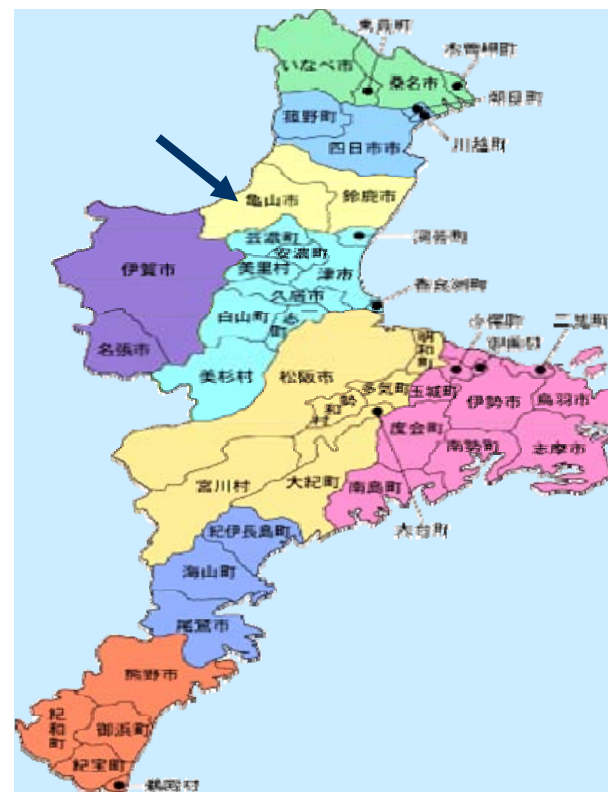 東員町
木曽岬町
いなべ市
桑名市
朝日町
菰野町
川越町
四日市市
亀山市
鈴鹿市
芸濃町
河芸町
安濃町
伊賀市
美里村
津市
久居市
香良洲町
白山町
一志町
名張市
美杉村
松阪市
明和町
小俣町
御薗村
二見町
多気町
玉城町
伊勢市
鳥羽市
勢和村
度会町
志摩市
南勢町
宮川村
大紀町
南島町
大台町
紀伊長島町
海山町
尾鷲市
熊野市
紀和町
御浜町
紀宝町
鵜殿村